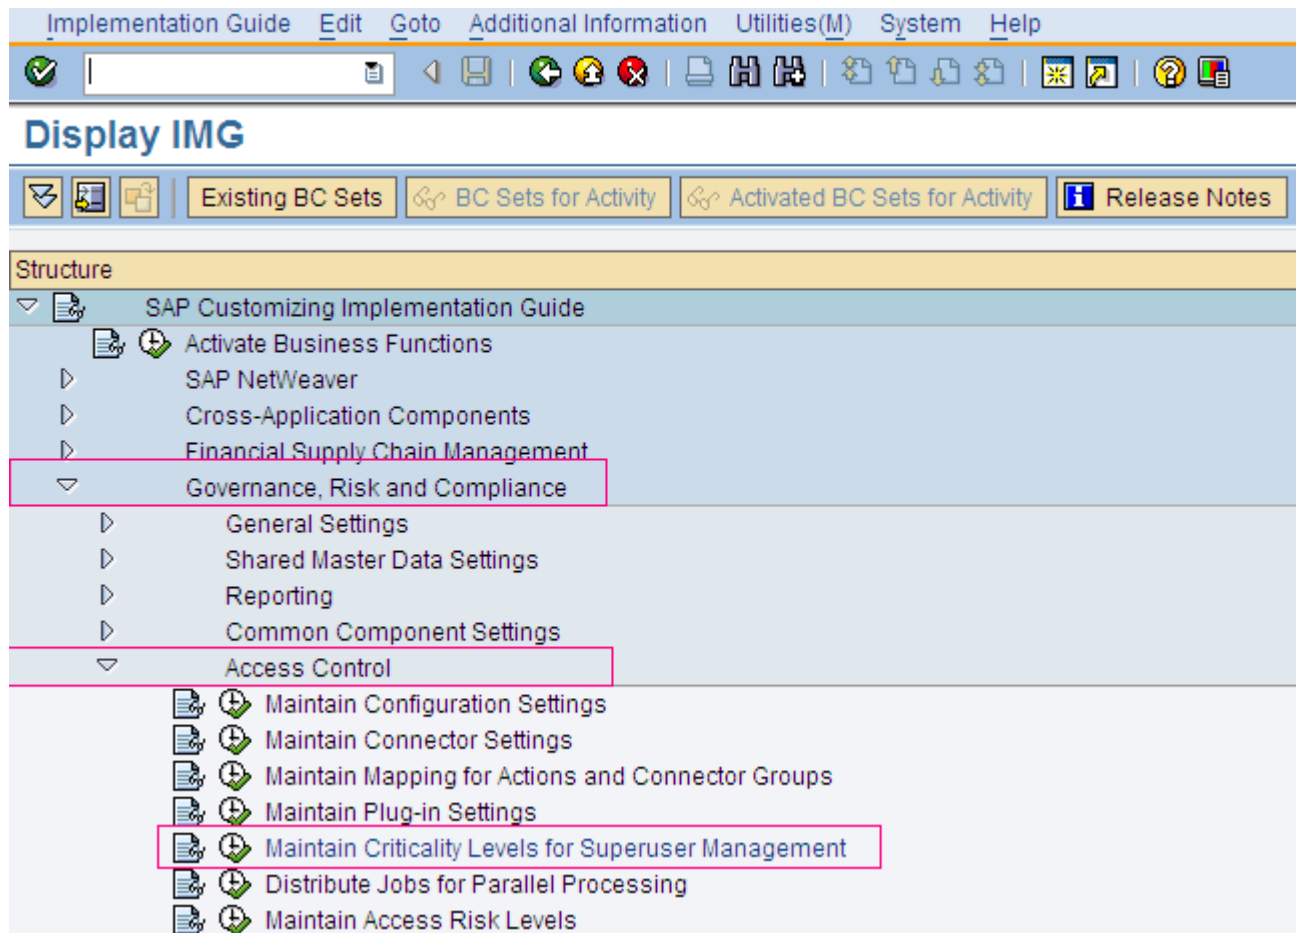 Implementation Guide Edit Goto Additional Information Utilities(M) System Help
Display IMG
Existing BC Sets BC Sets for Activity Activated BC Sets for Activity Release Notes
Structure
SAP Customizing Implementation Guide
Activate Business Functions
SAP NetWeaver
Cross-Application Components
Financial Supply Chain Management
Governance, Risk and Compliance
General Settings
Shared Master Data Settings
Reporting
Common Component Settings
Access Control
Maintain Configuration Settings
Maintain Connector Settings
Maintain Mapping for Actions and Connector Groups
Maintain Plug-in Settings
Maintain Criticality Levels for Superuser Management
Distribute Jobs for Parallel Processing
Maintain Access Risk Levels